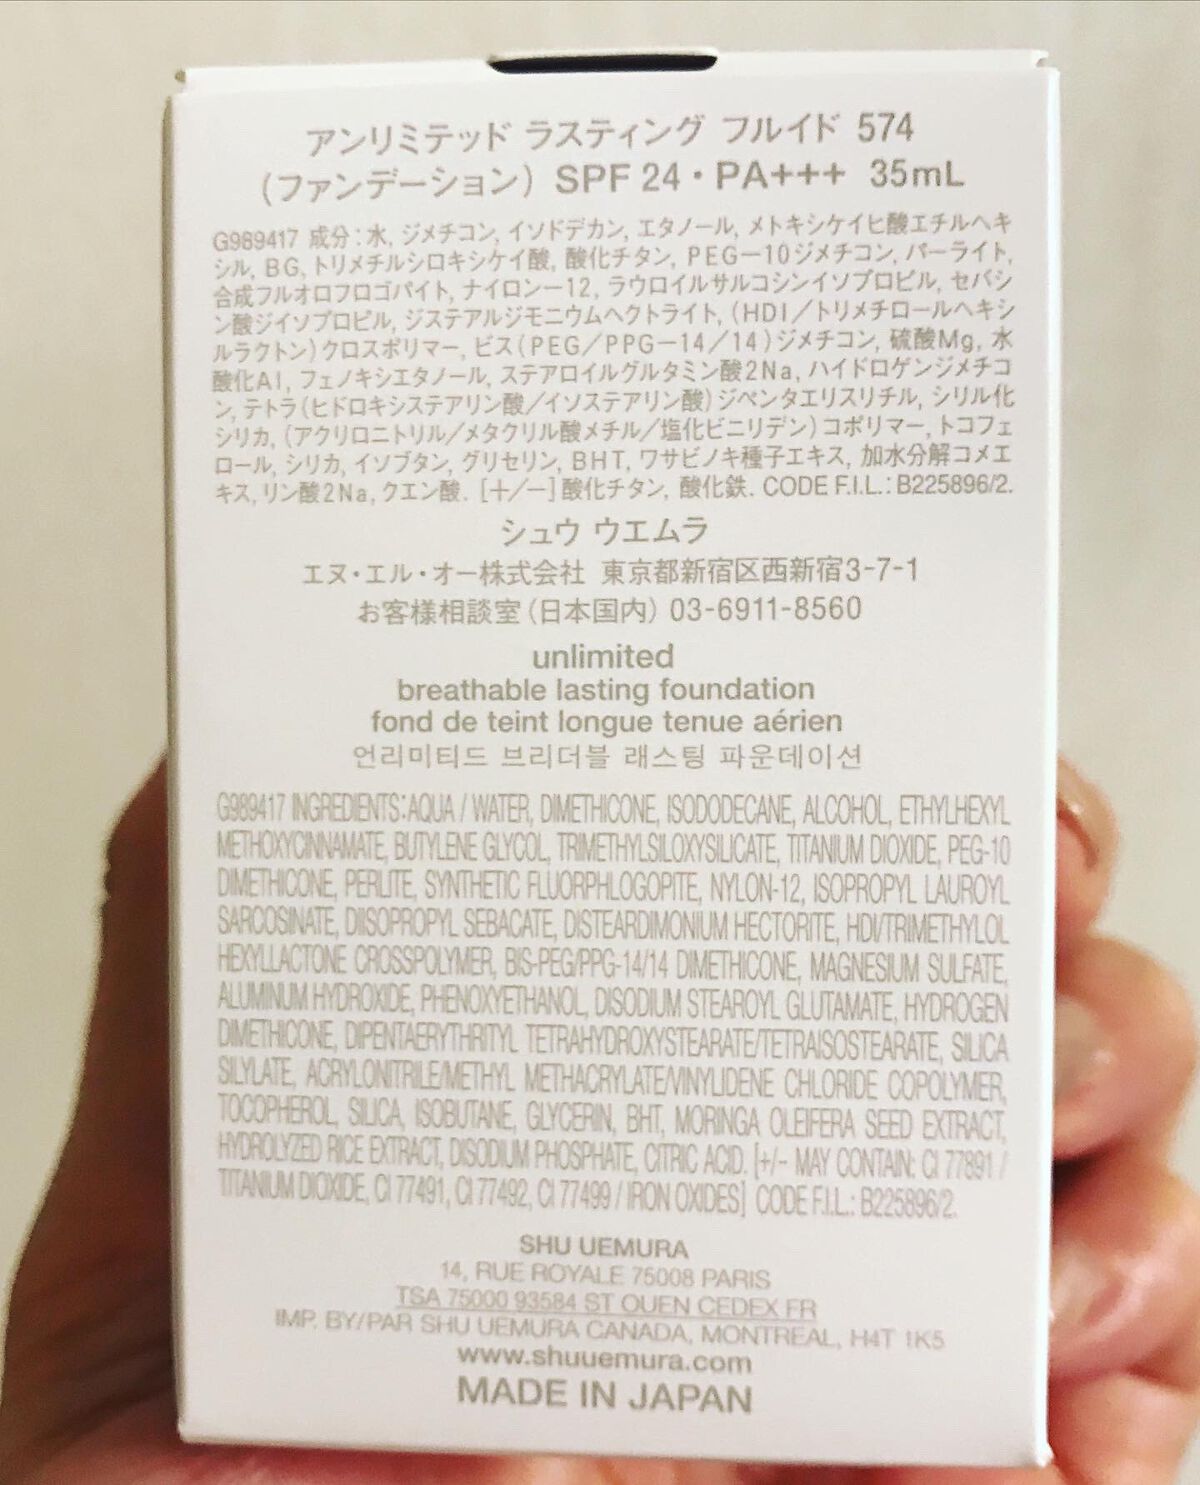 アンリミテッド ラスティング フルイド 574
(ファンデーション) SPF 24・PA+++ 35mL
G989417 成分:水, ジメチコン, イソドデカン, エタノール, メトキシケイヒ酸エチルヘキ
シル, BG, トリメチルシロキシケイ酸, 酸化チタン, PEGー10ジメチコン, パーライト,
合成フルオロフロゴパイト, ナイロンー12, ラウロイルサルコシンイソプロピル, セバシ
ン酸ジイソプロピル, ジステアルジモニウムヘクトライト, (HDI/トリメチロールヘキシ
ルラクトン)クロスポリマー, ビス(PEG/PPGー14/14)ジメチコン, 硫酸Mg, 水
酸化Al, フェノキシエタノール, ステアロイルグルタミン酸2Na, ハイドロゲンジメチコ
ン, テトラ(ヒドロキシステアリン酸/イソステアリン酸)ジペンタエリスリチル, シリル化
シリカ, (アクリロニトリル/メタクリル酸メチル/塩化ビニリデン)コポリマー, トコフェ
ロール, シリカ, イソブタン, グリセリン, BHT, ワサビノキ種子エキス, 加水分解コメエ
キス, リン酸2Na, クエン酸. [+/ー]酸化チタン, 酸化鉄. CODE F.I.L.: B225896/2.
シュウ ウエムラ
エヌ・エル・オー株式会社 東京都新宿区西新宿3-7-1
お客様相談室(日本国内) 03-6911-8560
unlimited
breathable lasting foundation
fond de teint longue tenue aérien
언리미티드 브리더블 래스팅 파운데이션
G989417 INGREDIENTS:AQUA / WATER, DIMETHICONE, ISODODECANE, ALCOHOL, ETHYLHEXYL
METHOXYCINNAMATE, BUTYLENE GLYCOL, TRIMETHYLSILOXYSILICATE, TITANIUM DIOXIDE, PEG-10
DIMETHICONE, PERLITE, SYNTHETIC FLUORPHLOGOPITE, NYLON-12, ISOPROPYL LAUROYL
SARCOSINATE, DIISOPROPYL SEBACATE, DISTEARDIMONIUM HECTORITE, HDI/TRIMETHYLOL
HEXYLLACTONE CROSSPOLYMER, BIS-PEG/PPG-14/14 DIMETHICONE, MAGNESIUM SULFATE,
ALUMINUM HYDROXIDE, PHENOXYETHANOL, DISODIUM STEAROYL GLUTAMATE, HYDROGEN
DIMETHICONE, DIPENTAERYTHRITYL TETRAHYDROXYSTEARATE/TETRAISOSTEARATE, SILICA
SILYLATE, ACRYLONITRILE/METHYL METHACRYLATE/VINYLIDENE CHLORIDE COPOLYMER,
TOCOPHEROL, SILICA, ISOBUTANE, GLYCERIN, BHT, MORINGA OLEIFERA SEED EXTRACT,
HYDROLYZED RICE EXTRACT, DISODIUM PHOSPHATE, CITRIC ACID. [+/- MAY CONTAIN: CI 77891 /
TITANIUM DIOXIDE, CI 77491, CI 77492, CI 77499 / IRON OXIDES] CODE F.I.L.: B225896/2.
SHU UEMURA
14, RUE ROYALE 75008 PARIS
TSA 75000 93584 ST OUEN CEDEX FR
IMP. BY/PAR SHU UEMURA CANADA, MONTREAL, H4T 1K5
www.shuuemura.com
MADE IN JAPAN